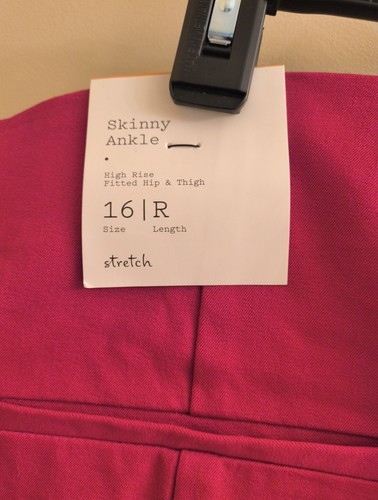 Skinny
Ankle
High Rise
Fitted Hip & Thigh
16|R
Size Length
stretch